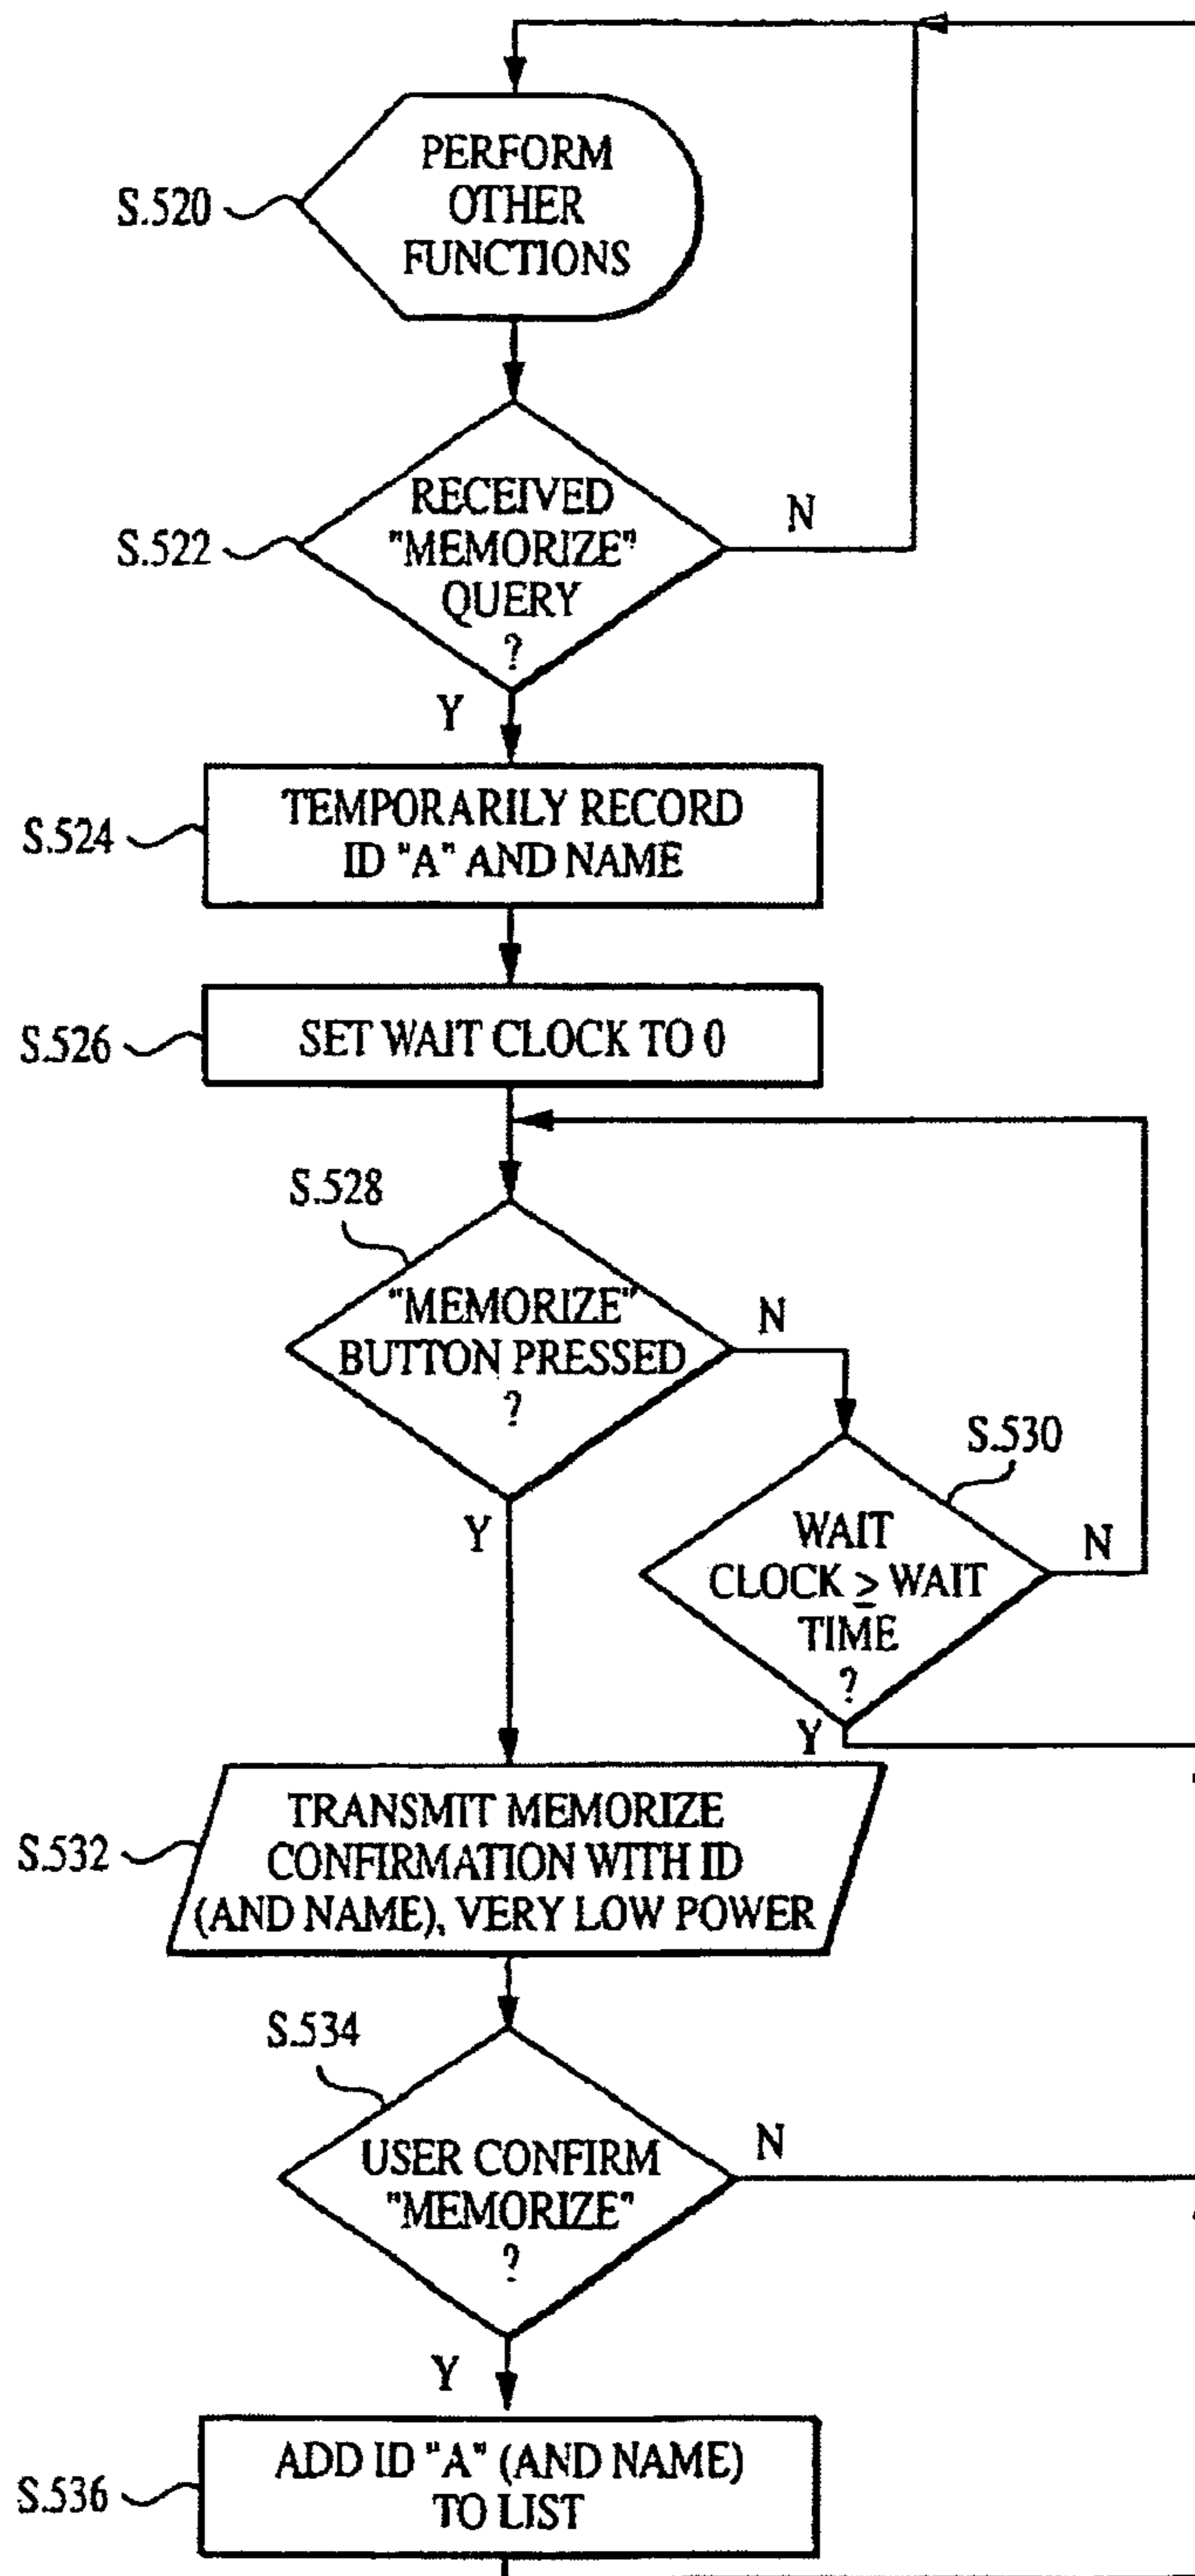 PERFORM
OTHER
FUNCTIONS
S.520
RECEIVED
"MEMORIZE"
QUERY
?
S.522
N
Y
TEMPORARILY RECORD
ID "A" AND NAME
S.524
SET WAIT CLOCK TO 0
S.526
S.528
"MEMORIZE"
BUTTON PRESSED
?
N
Y
S.530
WAIT
CLOCK ≥ WAIT
TIME
?
N
Y
TRANSMIT MEMORIZE
CONFIRMATION WITH ID
(AND NAME), VERY LOW POWER
S.532
S.534
USER CONFIRM
"MEMORIZE"
?
N
Y
ADD ID "A" (AND NAME)
TO LIST
S.536